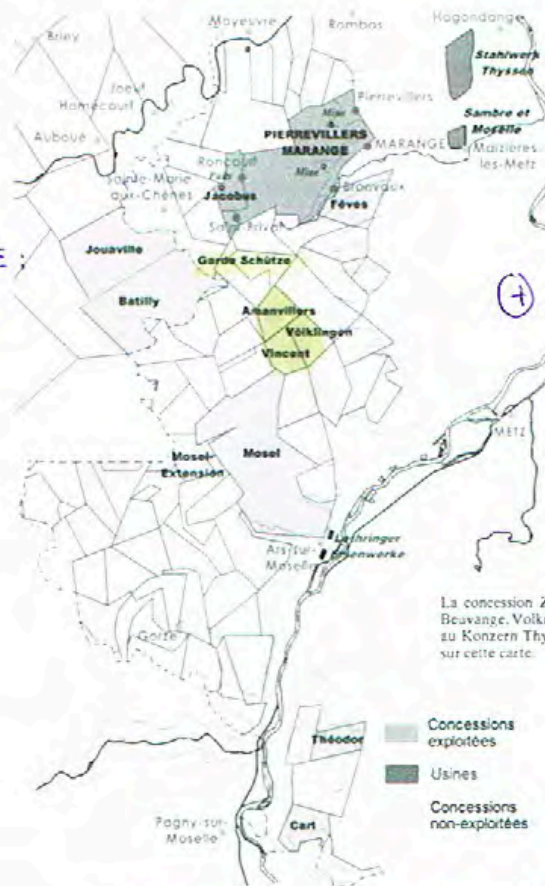 Hagondange
Moyeuvre
Rombas
Briey
Stahlwerk
Thyssen
Joeuf
Homécourt
Pierrevillers
Sambre et
Moselle
Mine
PIERREVILLERS
MARANGE
MARANGE
Maizières
les-Metz
Auboué
Roncourt
Mine
Puits
Sainte-Marie
aux-Chênes
Jacobus
Bronvaux
Fèves
Saint-Privat
Jouaville
Garde Schütze
Batilly
Amanvillers
Völklingen
Vincent
METZ
Mosel
Mosel-
Extension
Lothringer
Eisenwerke
Ars-sur-
Moselle
La concession Z
Beuvange, Volk
au Konzern Thy
sur cette carte.
Gorze
Théodor
Concessions
exploitées
Usines
Concessions
non-exploitées
Pagny-sur-
Moselle
Carl